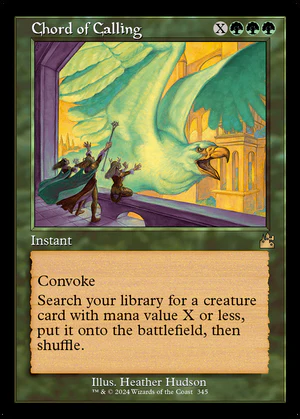 Chord of Calling X
Instant
Convoke
Search your library for a creature
card with mana value X or less,
put it onto the battlefield, then
shuffle.
Illus. Heather Hudson
™ & © 2024 Wizards of the Coast 345